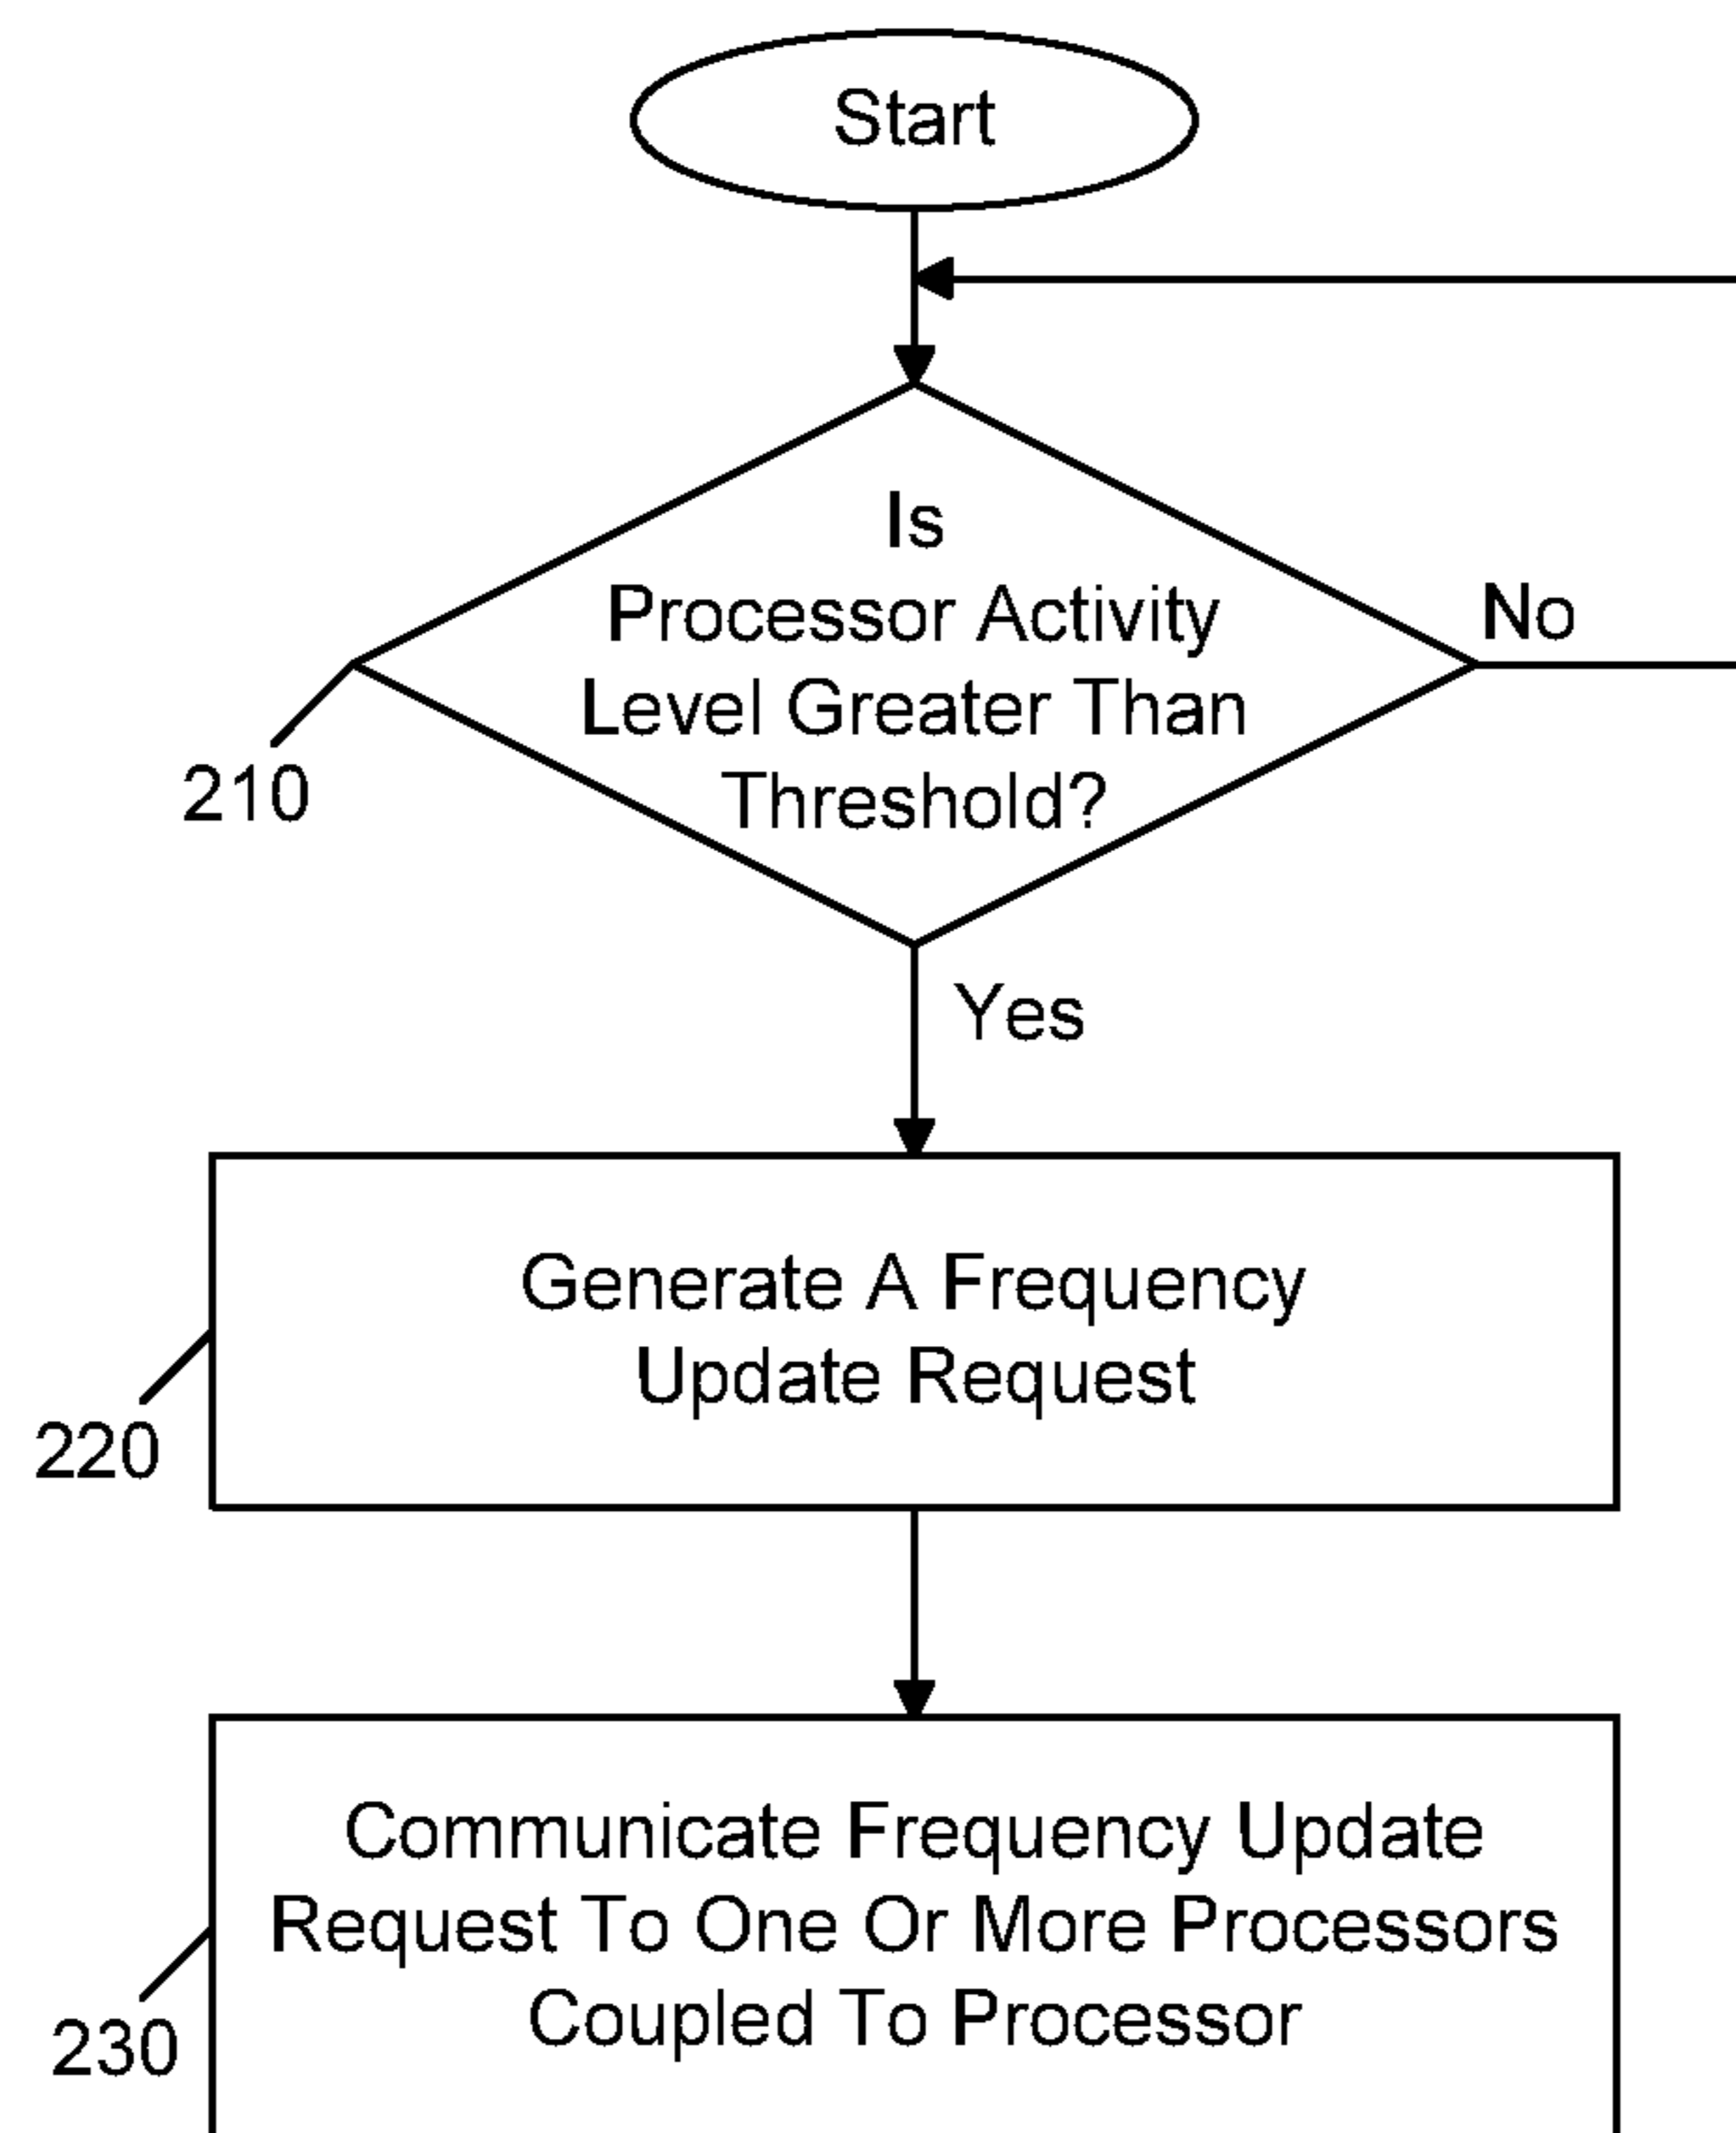 Start
Is
Processor Activity
Level Greater Than
Threshold?
No
210
Yes
Generate A Frequency
Update Request
220
Communicate Frequency Update
Request To One Or More Processors
Coupled To Processor
230